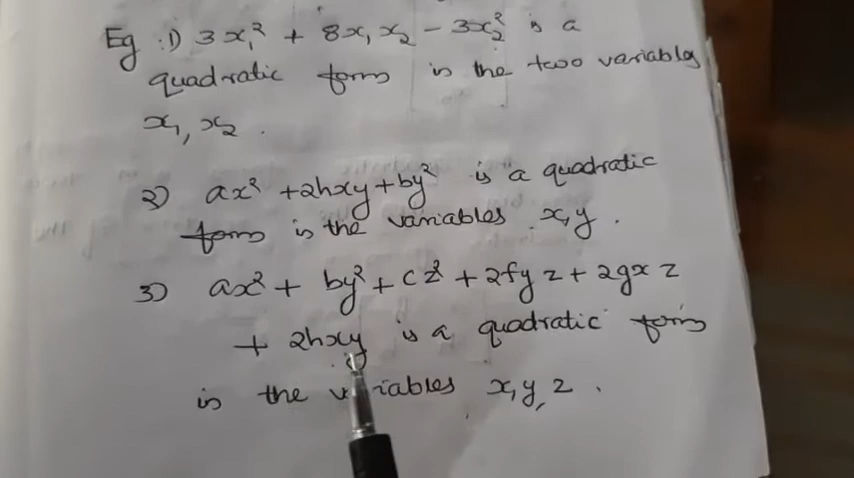 Eg :1) 3x₁² + 8x₁x₂ - 3x₂² is a
quadratic form in the two variables
x₁, x₂.
2) ax² + 2hxy + by² is a quadratic
form in the variables x, y.
3) ax² + by² + cz² + 2fyz + 2gxz
+ 2hxy is a quadratic form
in the variables x, y, z.